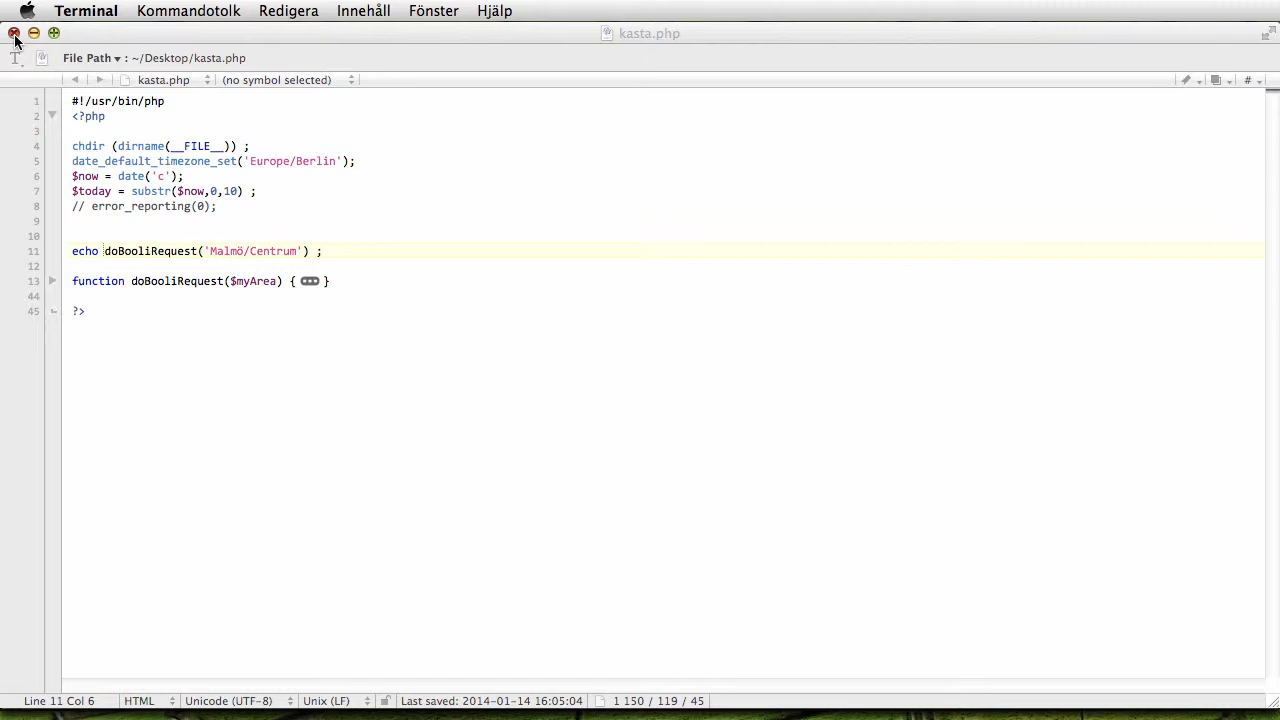 Terminal Kommandotolk Redigera Innehåll Fönster Hjälp
kasta.php
File Path ▾ : ~/Desktop/kasta.php
kasta.php (no symbol selected) #
1 #!/usr/bin/php
2 <?php
3
4 chdir (dirname(__FILE__)) ;
5 date_default_timezone_set('Europe/Berlin');
6 $now = date('c');
7 $today = substr($now,0,10) ;
8 // error_reporting(0);
9
10
11 echo doBooliRequest('Malmö/Centrum') ;
12
13 function doBooliRequest($myArea) { ••• }
44
45 ?>
Line 11 Col 6 HTML Unicode (UTF-8) Unix (LF) Last saved: 2014-01-14 16:05:04 1 150 / 119 / 45